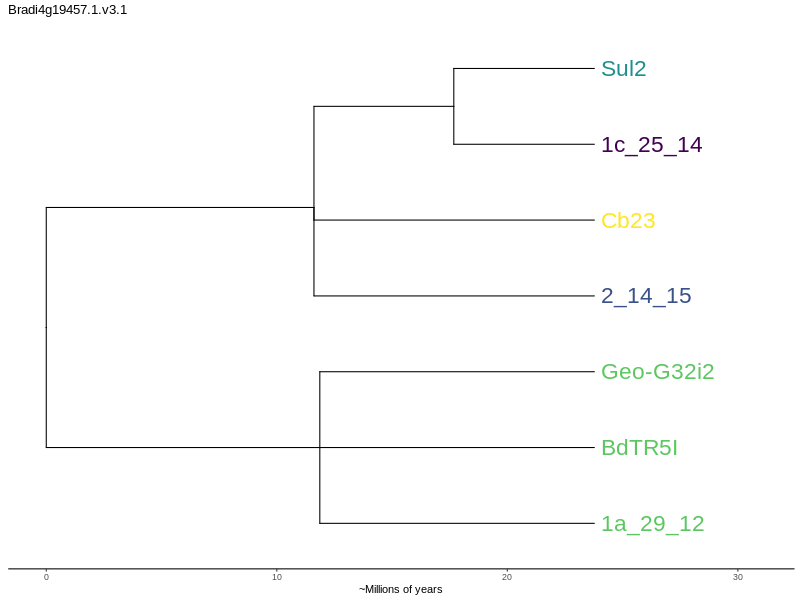 Bradi4g19457.1.v3.1
Sul2
1c_25_14
Cb23
2_14_15
Geo-G32i2
BdTR5I
1a_29_12
0 10 20 30
~Millions of years